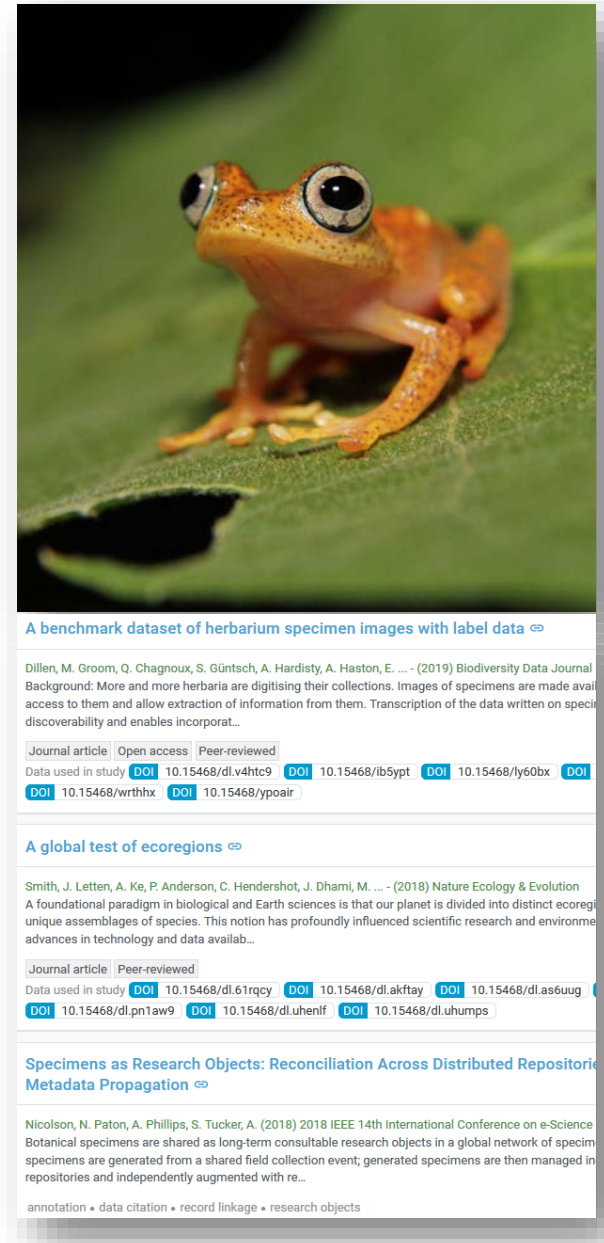 A benchmark dataset of herbarium specimen images with label data
Dillen, M. Groom, Q. Chagnoux, S. Güntsch, A. Hardisty, A. Haston, E. ... - (2019) Biodiversity Data Journal
Background: More and more herbaria are digitising their collections. Images of specimens are made avail
access to them and allow extraction of information from them. Transcription of the data written on speci
discoverability and enables incorporat...
Journal article Open access Peer-reviewed
Data used in study DOI 10.15468/dl.v4htc9 DOI 10.15468/ib5ypt DOI 10.15468/ly60bx DOI
DOI 10.15468/wrthhx DOI 10.15468/ypoair
A global test of ecoregions
Smith, J. Letten, A. Ke, P. Anderson, C. Hendershot, J. Dhami, M. ... - (2018) Nature Ecology & Evolution
A foundational paradigm in biological and Earth sciences is that our planet is divided into distinct ecoregi
unique assemblages of species. This notion has profoundly influenced scientific research and environme
advances in technology and data availab...
Journal article Peer-reviewed
Data used in study DOI 10.15468/dl.61rqcy DOI 10.15468/dl.akftay DOI 10.15468/dl.as6uug
DOI 10.15468/dl.pn1aw9 DOI 10.15468/dl.uhenlf DOI 10.15468/dl.uhumps
Specimens as Research Objects: Reconciliation Across Distributed Repositorie
Metadata Propagation
Nicolson, N. Paton, A. Phillips, S. Tucker, A. (2018) 2018 IEEE 14th International Conference on e-Science
Botanical specimens are shared as long-term consultable research objects in a global network of specim
specimens are generated from a shared field collection event; generated specimens are then managed in
repositories and independently augmented with re...
annotation • data citation • record linkage • research objects